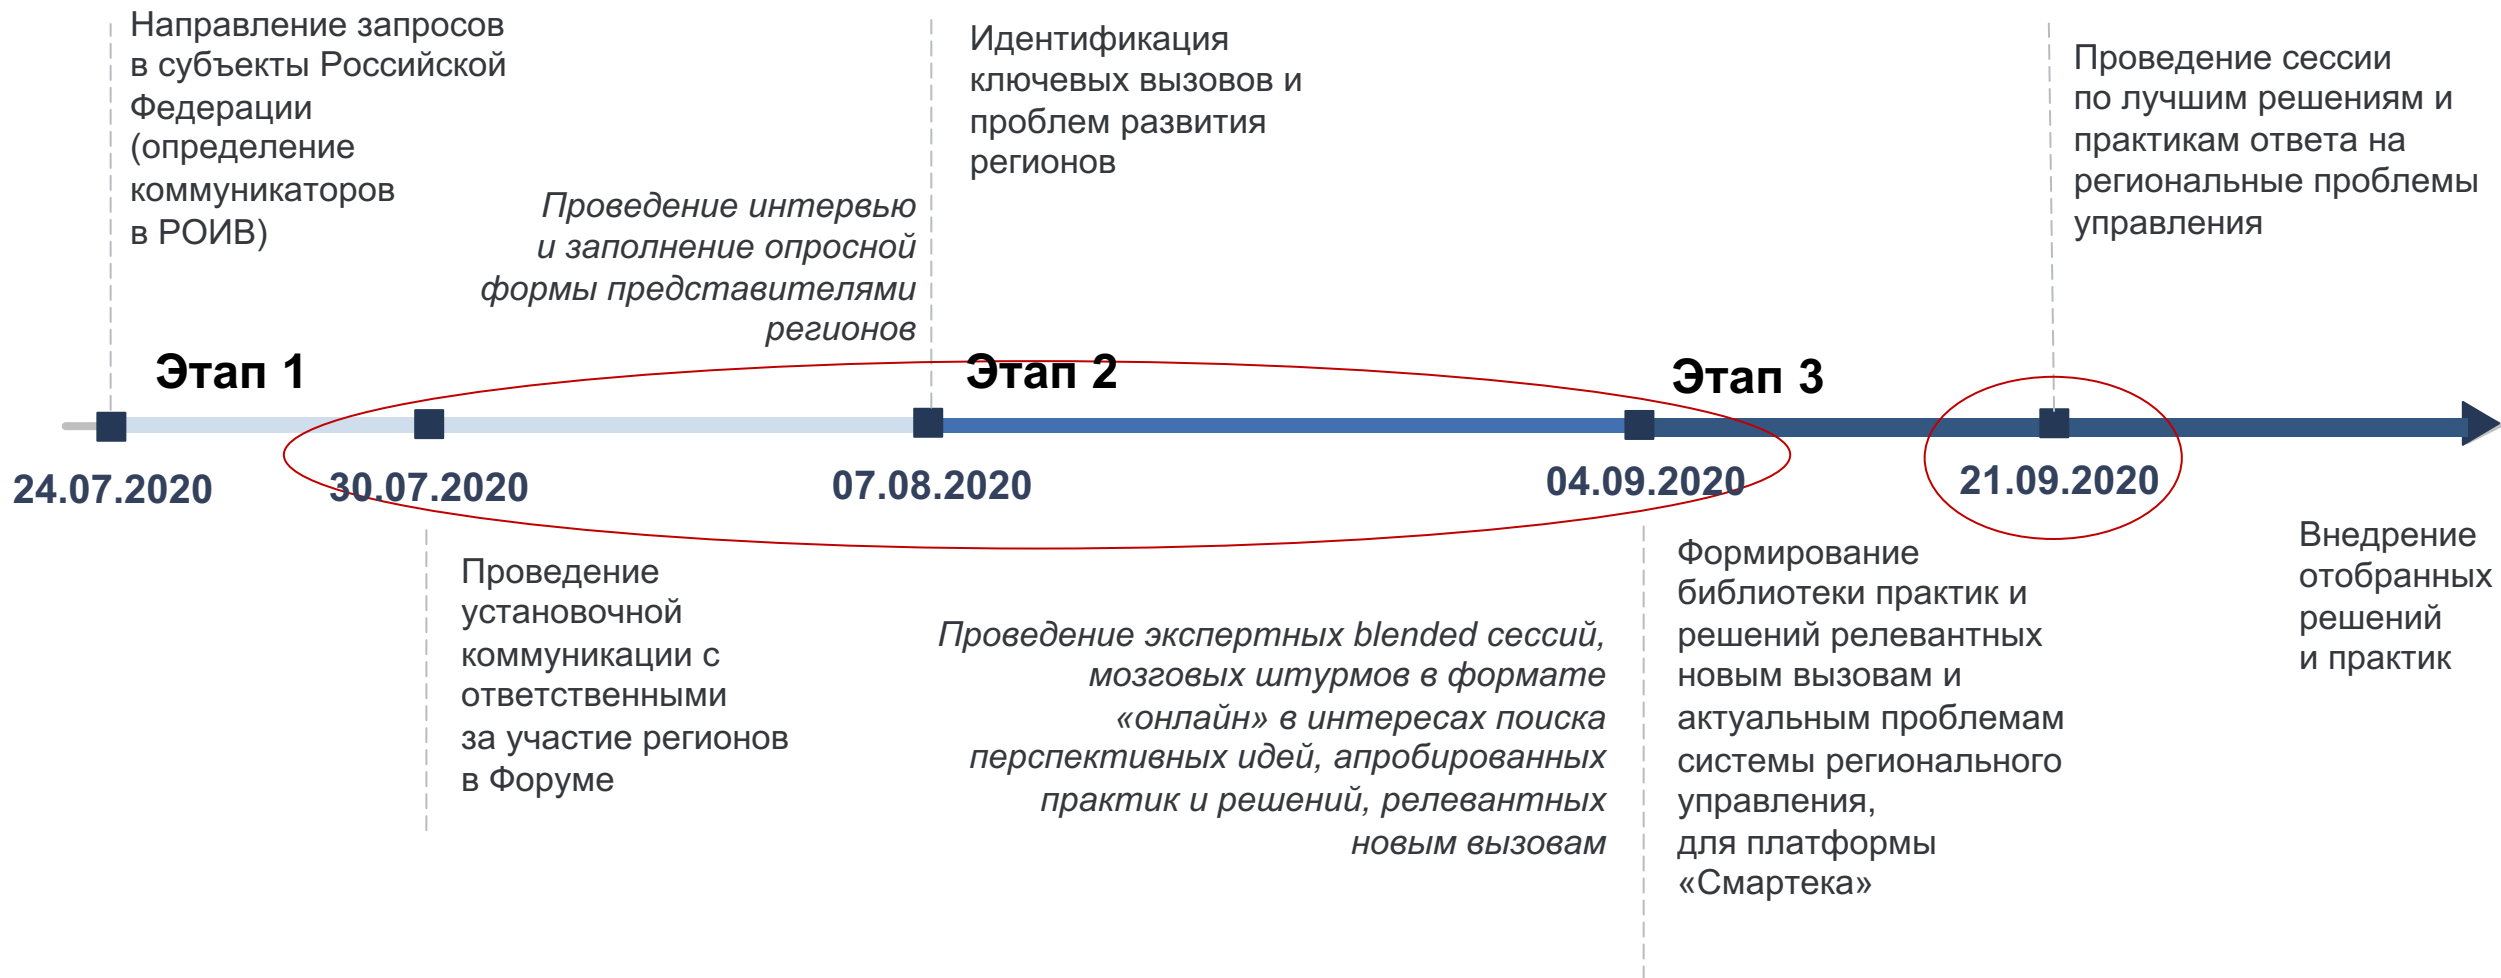 Направление запросов
в субъекты Российской
Федерации
(определение
коммуникаторов
в РОИВ)
Проведение интервью
и заполнение опросной
формы представителями
регионов
Идентификация
ключевых вызовов и
проблем развития
регионов
Проведение сессии
по лучшим решениям и
практикам ответа на
региональные проблемы
управления
Этап 1
Этап 2
Этап 3
24.07.2020
30.07.2020
07.08.2020
04.09.2020
21.09.2020
Проведение
установочной
коммуникации с
ответственными
за участие регионов
в Форуме
Проведение экспертных blended сессий,
мозговых штурмов в формате
«онлайн» в интересах поиска
перспективных идей, апробированных
практик и решений, релевантных
новым вызовам
Формирование
библиотеки практик и
решений релевантных
новым вызовам и
актуальным проблемам
системы регионального
управления,
для платформы
«Смартека»
Внедрение
отобранных
решений
и практик